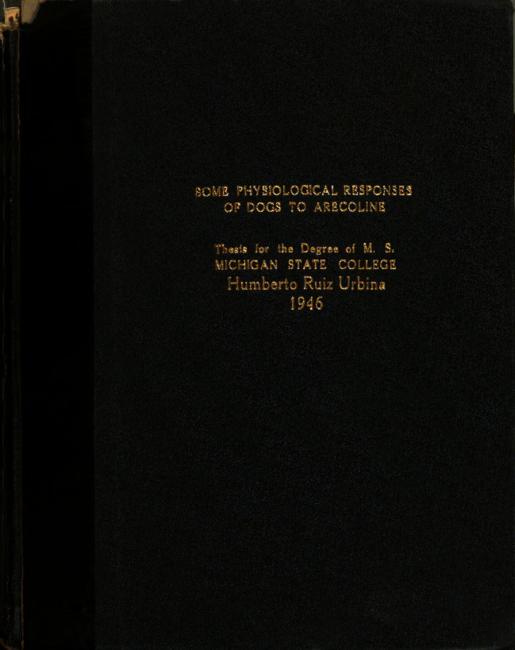 SOME PHYSIOLOGICAL RESPONSES
OF DOGS TO ARECOLINE
Thesis for the Degree of M. S.
MICHIGAN STATE COLLEGE
Humberto Ruiz Urbina
1946